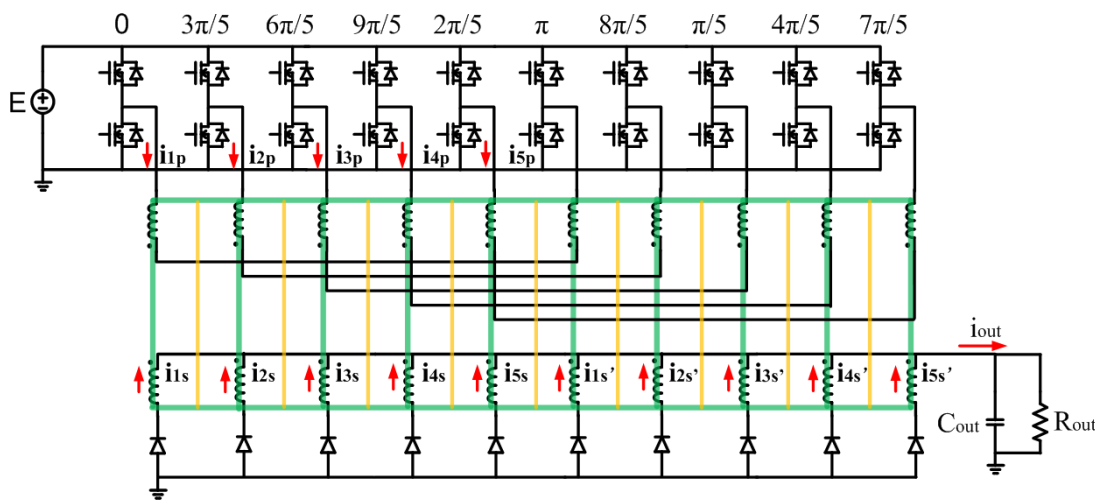 0 3π/5 6π/5 9π/5 2π/5 π 8π/5 π/5 4π/5 7π/5
E
i1p i2p i3p i4p i5p
iout
i1s i2s i3s i4s i5s i1s’ i2s’ i3s’ i4s’ i5s’
Cout Rout